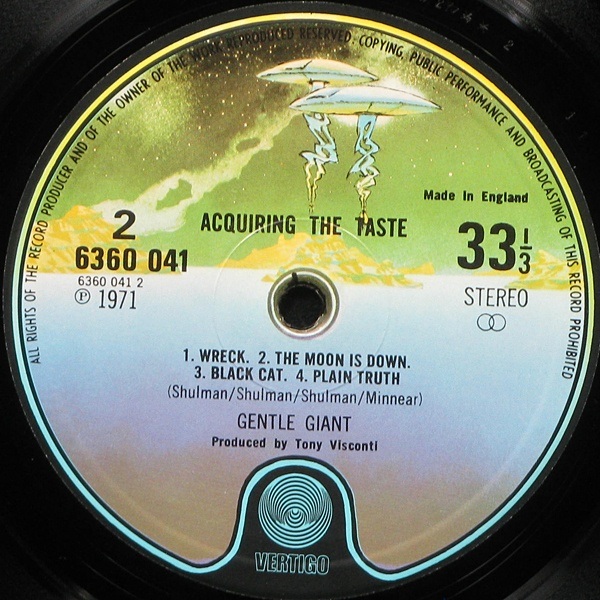 ALL RIGHTS OF THE RECORD PRODUCER AND OF THE OWNER OF THE WORK REPRODUCED RESERVED. COPYING, PUBLIC PERFORMANCE AND BROADCASTING OF THIS RECORD PROHIBITED
Made In England
2
ACQUIRING THE TASTE
6360 041
33 1/3
6360 041 2
Ⓟ 1971
STEREO
1. WRECK. 2. THE MOON IS DOWN.
3. BLACK CAT. 4. PLAIN TRUTH
(Shulman/Shulman/Shulman/Minnear)
GENTLE GIANT
Produced by Tony Visconti
VERTIGO